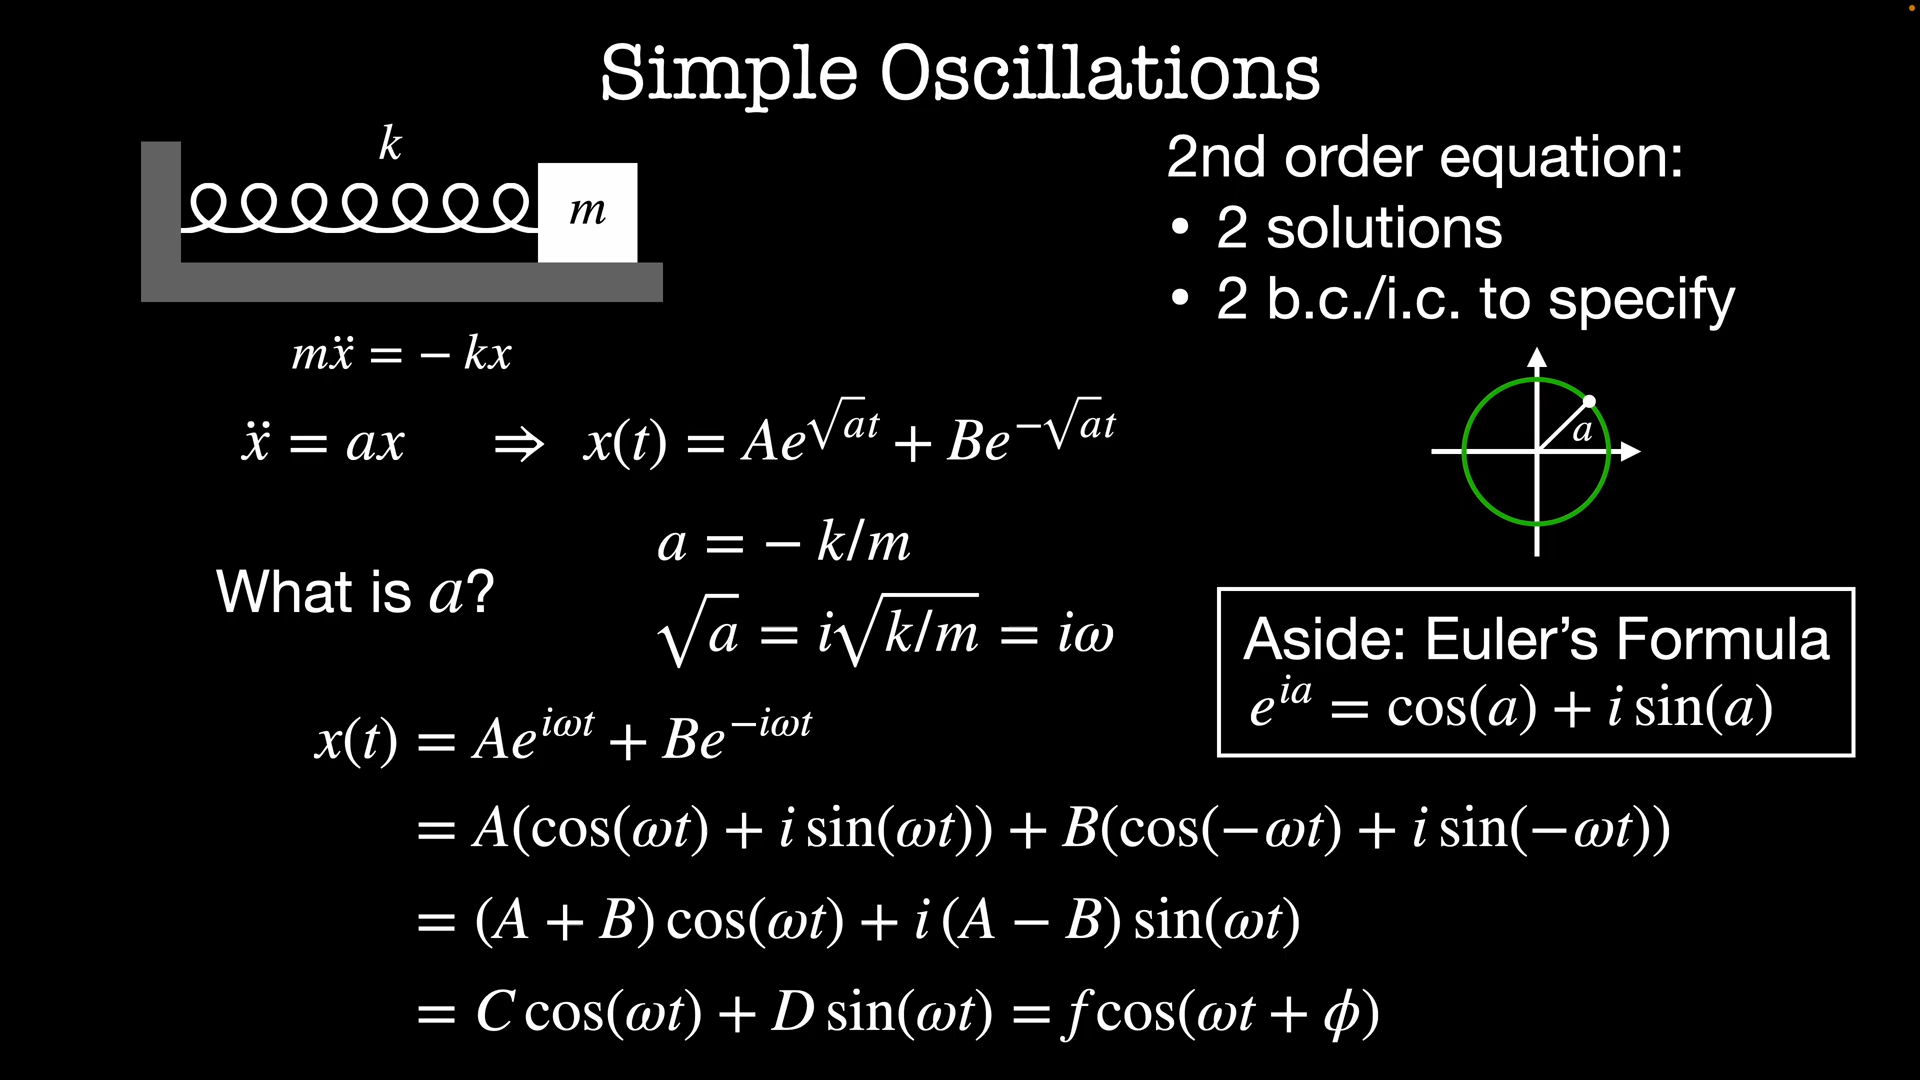 Simple Oscillations
k
m
mẍ = − kx
ẍ = ax ⇒ x(t) = Ae^{√a t} + Be^{−√a t}
2nd order equation:
• 2 solutions
• 2 b.c./i.c. to specify
a
What is a?
a = − k/m
√a = i√(k/m) = iω
Aside: Euler’s Formula
e^{ia} = cos(a) + i sin(a)
x(t) = Ae^{iωt} + Be^{−iωt}
= A(cos(ωt) + i sin(ωt)) + B(cos(−ωt) + i sin(−ωt))
= (A + B) cos(ωt) + i (A − B) sin(ωt)
= C cos(ωt) + D sin(ωt) = f cos(ωt + ϕ)